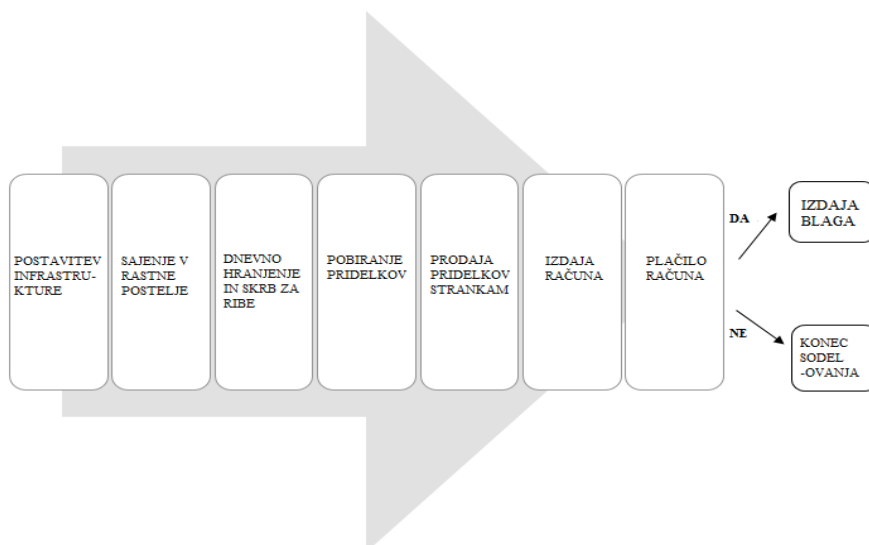 POSTAVITEV
INFRASTRU-
KTURE
SAJENJE V
RASTNE
POSTELJE
DNEVNO
HRANJENJE
IN SKRB ZA
RIBE
POBIRANJE
PRIDELKOV
PRODAJA
PRIDELKOV
STRANKAM
IZDAJA
RAČUNA
PLAČILO
RAČUNA
DA
IZDAJA
BLAGA
NE
KONEC
SODEL
-OVANJA